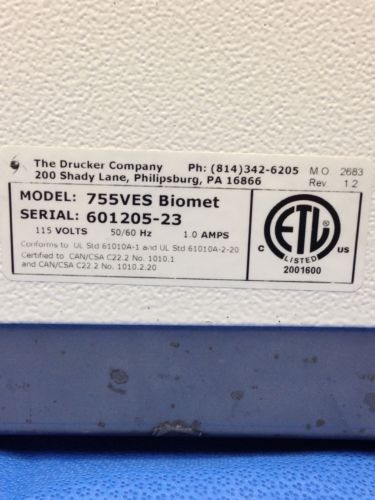 The Drucker Company Ph: (814)342-6205 M O 2683
200 Shady Lane, Philipsburg, PA 16866 Rev 1 2
MODEL: 755VES Biomet
SERIAL: 601205-23
115 VOLTS 50/60 Hz 1.0 AMPS
Conforms to UL Std 61010A-1 and UL Std 61010A-2-20
Certified to CAN/CSA C22.2 No. 1010.1
and CAN/CSA C22.2 No. 1010.2.20
ETL
C US
LISTED
2001600